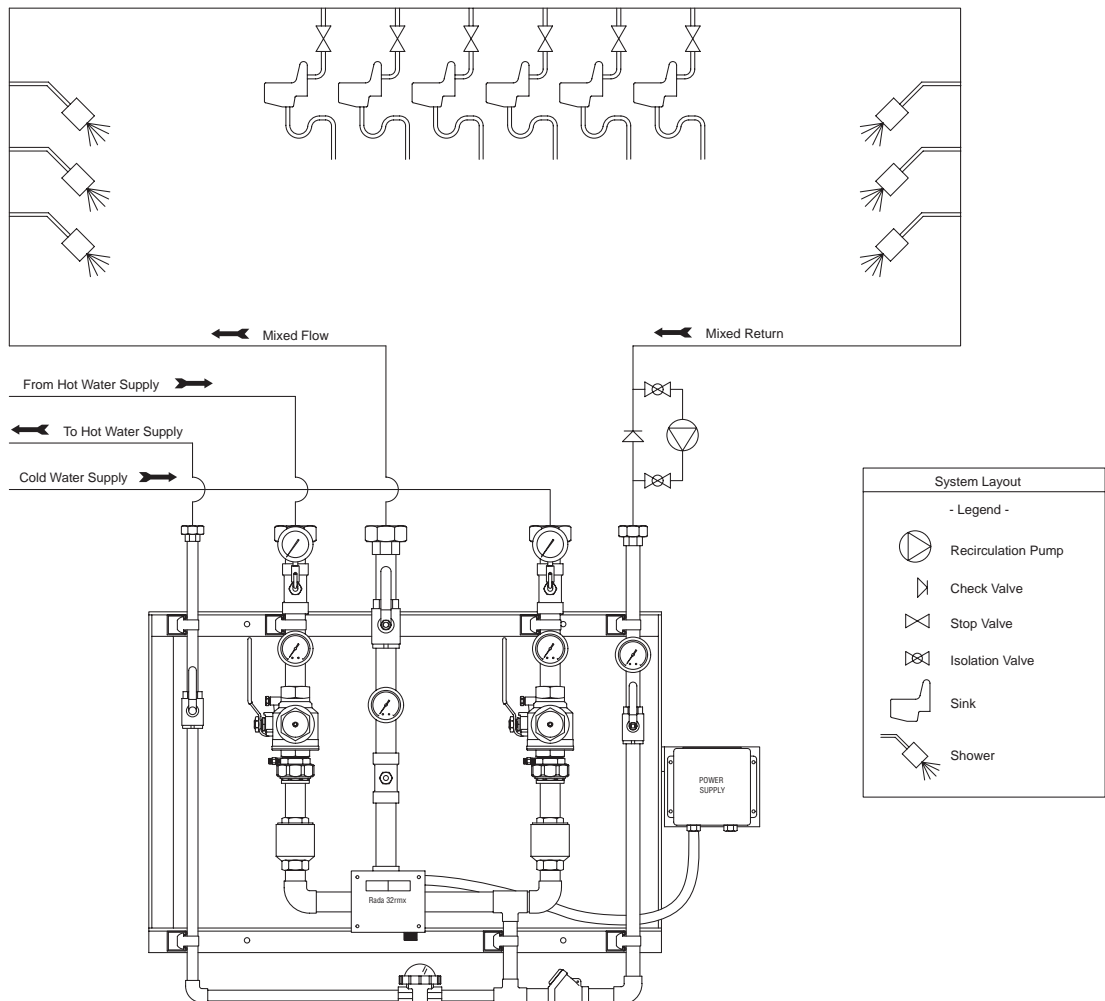 Mixed Flow
Mixed Return
From Hot Water Supply
To Hot Water Supply
Cold Water Supply
System Layout
- Legend -
Recirculation Pump
Check Valve
Stop Valve
Isolation Valve
Sink
Shower
POWER
SUPPLY
Rada 32rmx